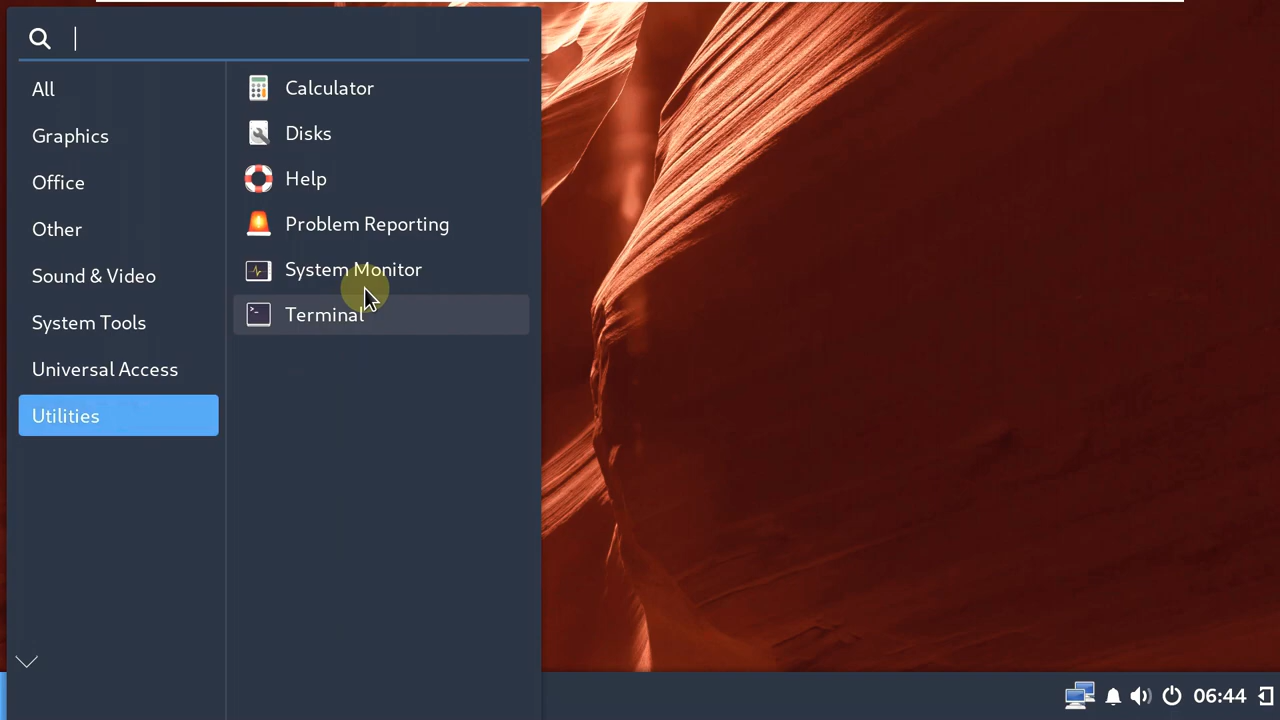 All
Graphics
Office
Other
Sound & Video
System Tools
Universal Access
Utilities
Calculator
Disks
Help
Problem Reporting
System Monitor
Terminal
06:44